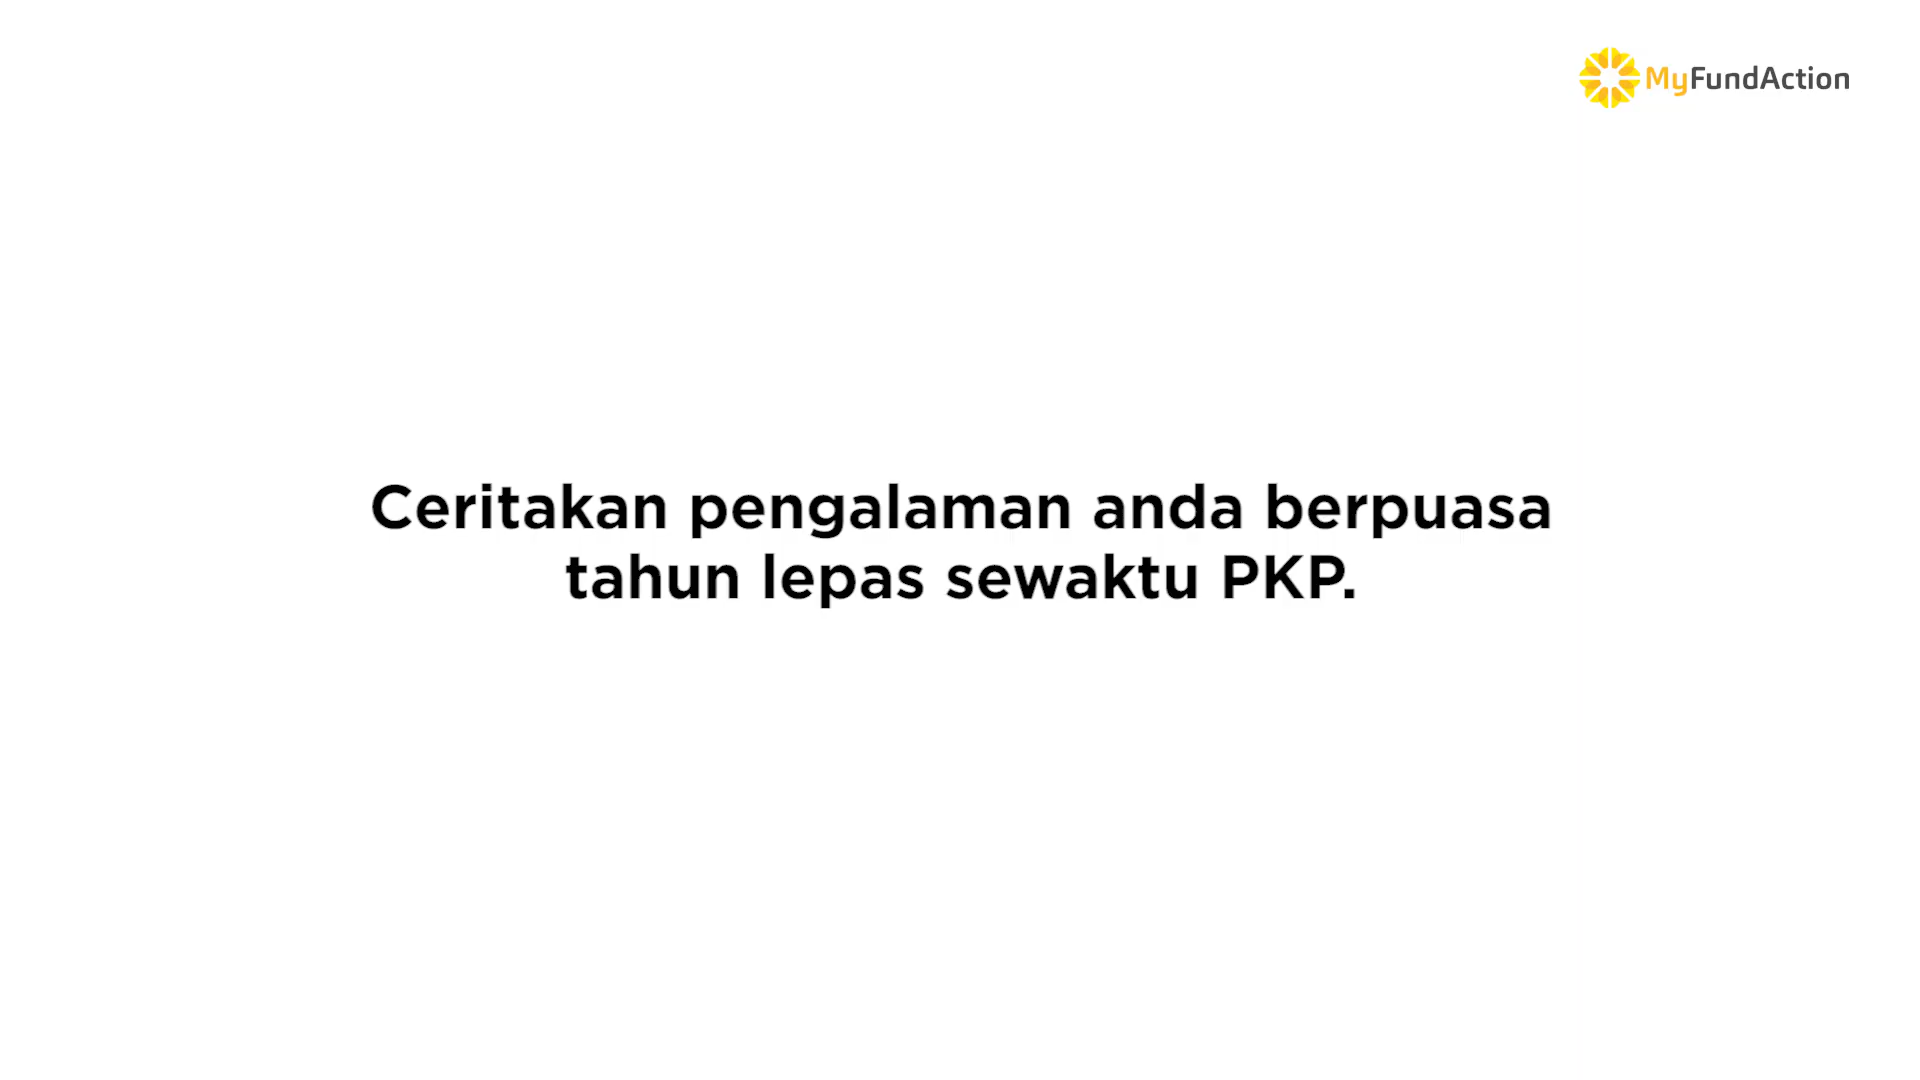 MyFundAction
Ceritakan pengalaman anda berpuasa
tahun lepas sewaktu PKP.